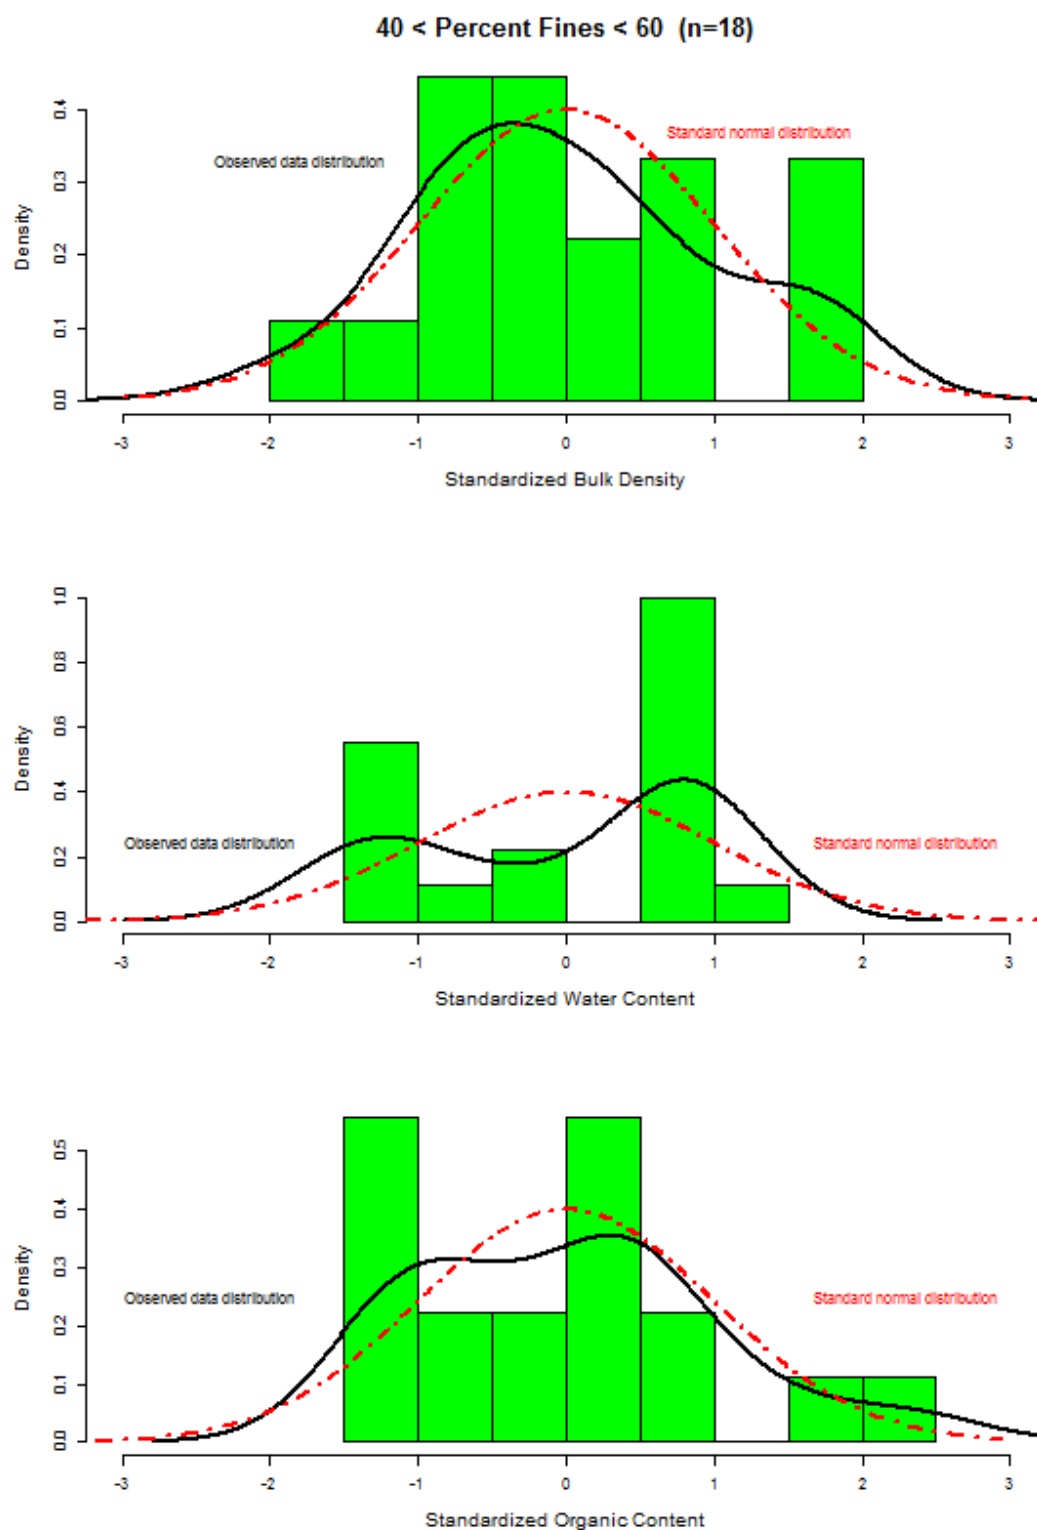 40 < Percent Fines < 60  (n=18)
0.4
Standard normal distribution
Observed data distribution
0.3
Density
0.2
0.1
0.0
-3 -2 -1 0 1 2 3
Standardized Bulk Density
1.0
0.8
0.6
Density
0.4
Observed data distribution Standard normal distribution
0.2
0.0
-3 -2 -1 0 1 2 3
Standardized Water Content
0.5
0.4
0.3
Density
Observed data distribution Standard normal distribution
0.2
0.1
0.0
-3 -2 -1 0 1 2 3
Standardized Organic Content